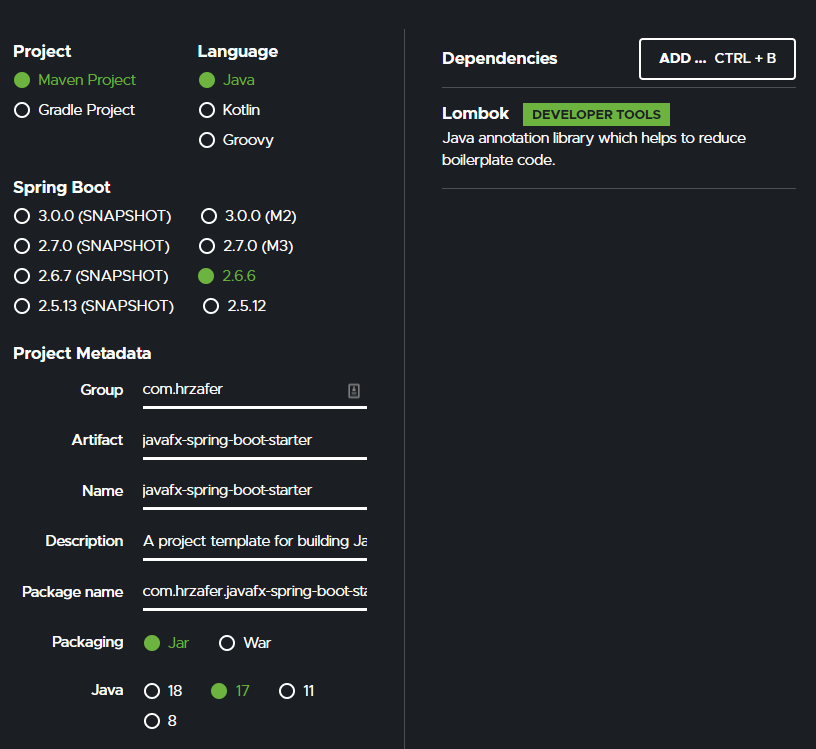 Project
Language
Maven Project
Java
Gradle Project
Kotlin
Groovy
Spring Boot
3.0.0 (SNAPSHOT)
3.0.0 (M2)
2.7.0 (SNAPSHOT)
2.7.0 (M3)
2.6.7 (SNAPSHOT)
2.6.6
2.5.13 (SNAPSHOT)
2.5.12
Project Metadata
Group com.hrzafer
Artifact javafx-spring-boot-starter
Name javafx-spring-boot-starter
Description A project template for building Ja
Package name com.hrzafer.javafx-spring-boot-sta
Packaging Jar War
Java 18 17 11
8
Dependencies
ADD ... CTRL + B
Lombok DEVELOPER TOOLS
Java annotation library which helps to reduce
boilerplate code.